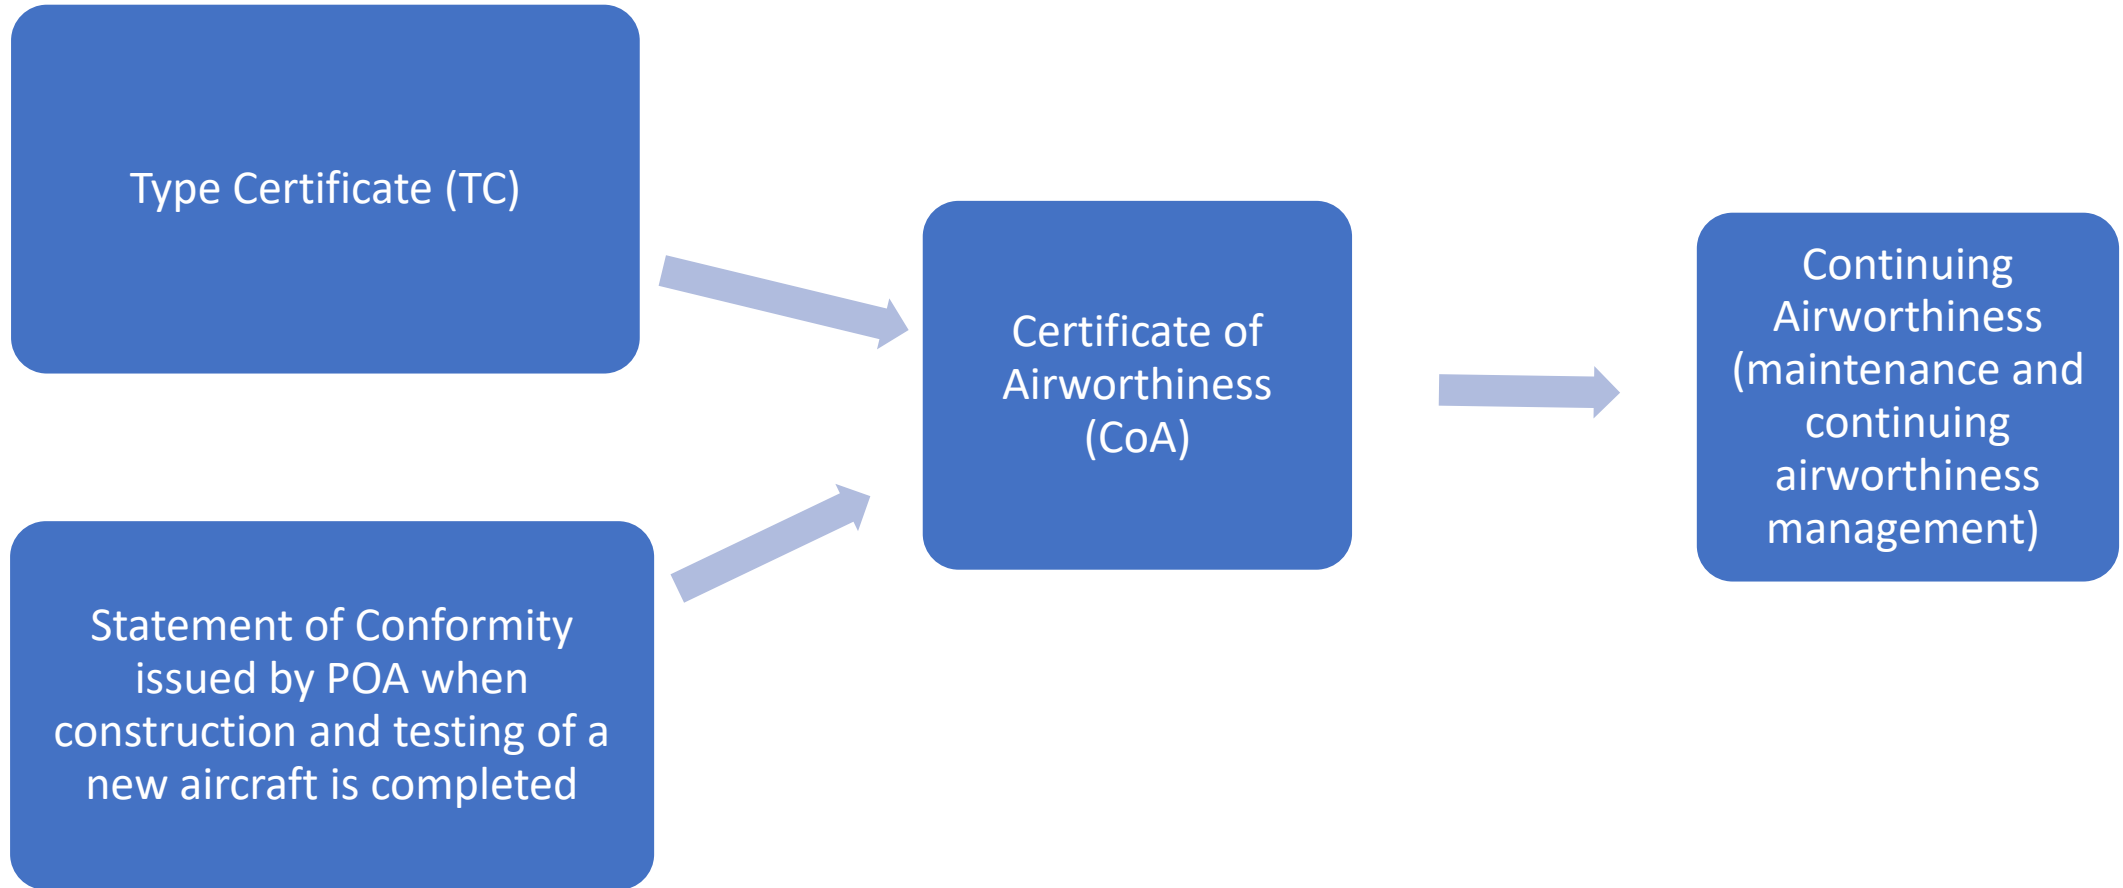 Type Certificate (TC)
Statement of Conformity
issued by POA when
construction and testing of a
new aircraft is completed
Certificate of
Airworthiness
(CoA)
Continuing
Airworthiness
(maintenance and
continuing
airworthiness
management)